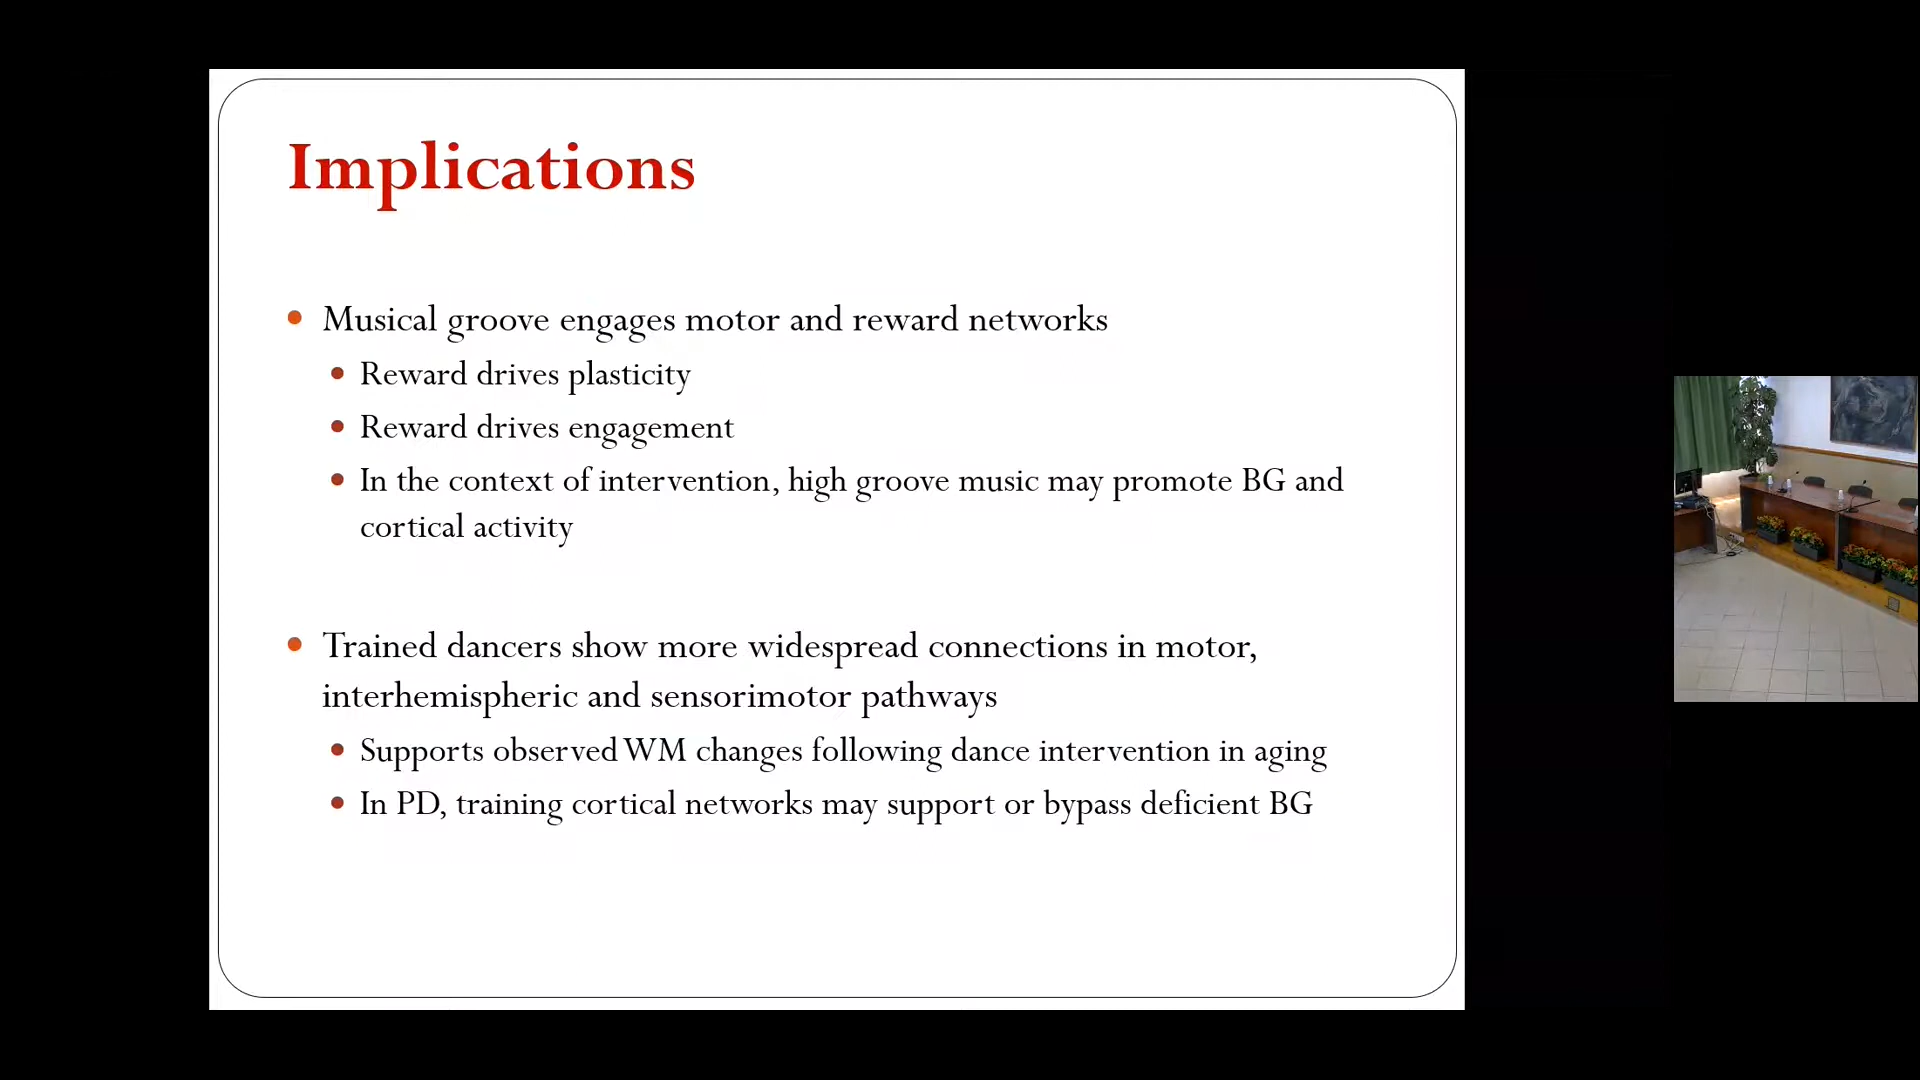 Implications
Musical groove engages motor and reward networks
Reward drives plasticity
Reward drives engagement
In the context of intervention, high groove music may promote BG and
cortical activity
Trained dancers show more widespread connections in motor,
interhemispheric and sensorimotor pathways
Supports observed WM changes following dance intervention in aging
In PD, training cortical networks may support or bypass deficient BG